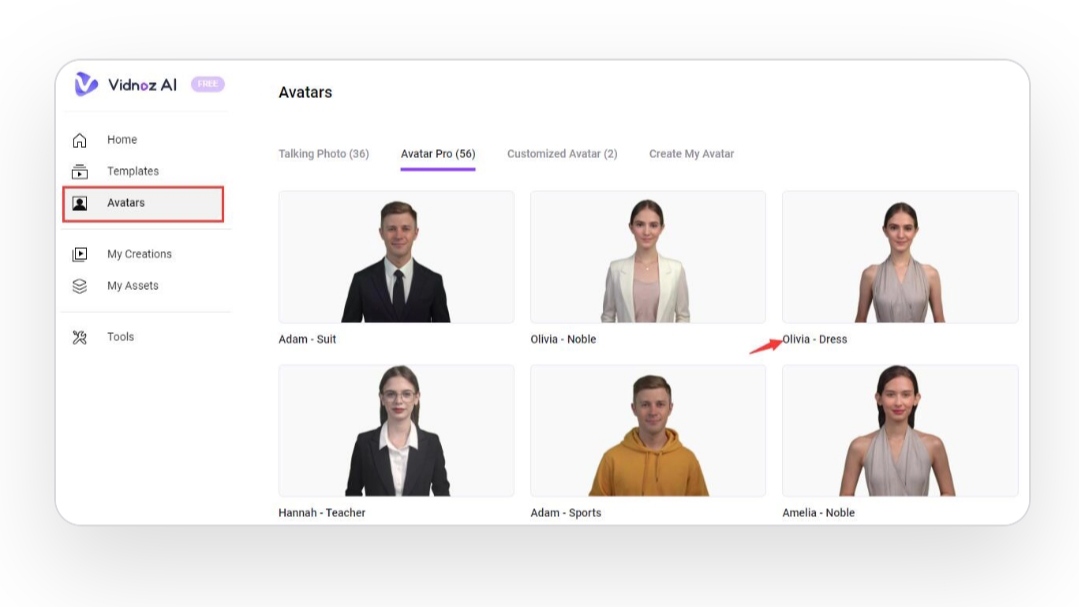 Vidnoz AI FREE
Avatars
Home
Templates
Avatars
My Creations
My Assets
Tools
Talking Photo (36) Avatar Pro (56) Customized Avatar (2) Create My Avatar
Adam - Suit Olivia - Noble Olivia - Dress
Hannah - Teacher Adam - Sports Amelia - Noble